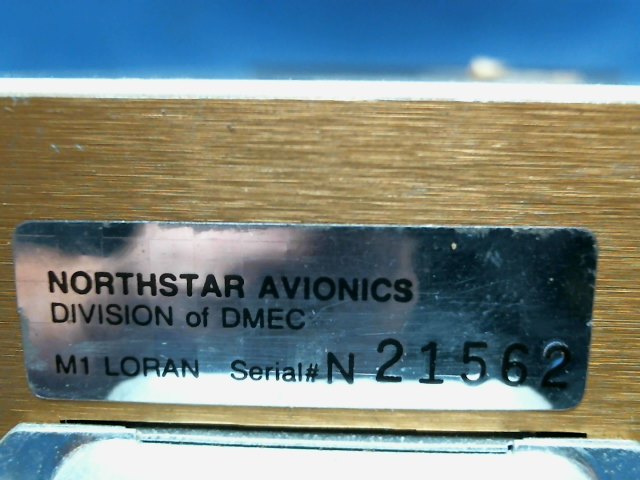 NORTHSTAR AVIONICS
DIVISION of DMEC
M1 LORAN Serial# N 21562